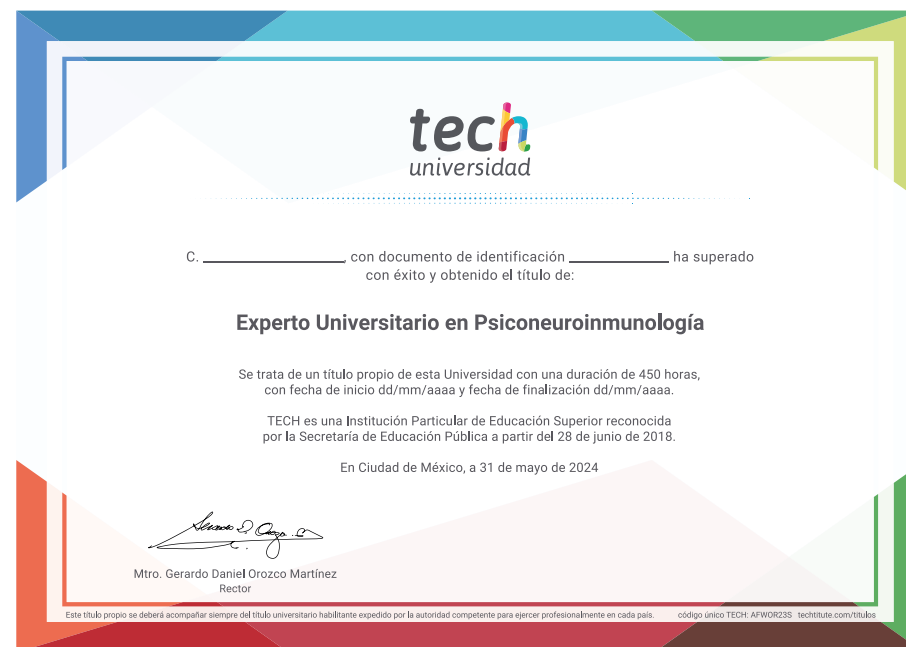 tech
universidad
C. ____________, con documento de identificación ____________ ha superado
con éxito y obtenido el título de:
Experto Universitario en Psiconeuroinmunología
Se trata de un título propio de esta Universidad con una duración de 450 horas,
con fecha de inicio dd/mm/aaaa y fecha de finalización dd/mm/aaaa.
TECH es una Institución Particular de Educación Superior reconocida
por la Secretaría de Educación Pública a partir del 28 de junio de 2018.
En Ciudad de México, a 31 de mayo de 2024
Mtro. Gerardo Daniel Orozco Martínez
Rector
Este título propio se deberá acompañar siempre del título universitario habilitante expedido por la autoridad competente para ejercer profesionalmente en cada país. código único TECH: AFWOR23S techtitute.com/titulos